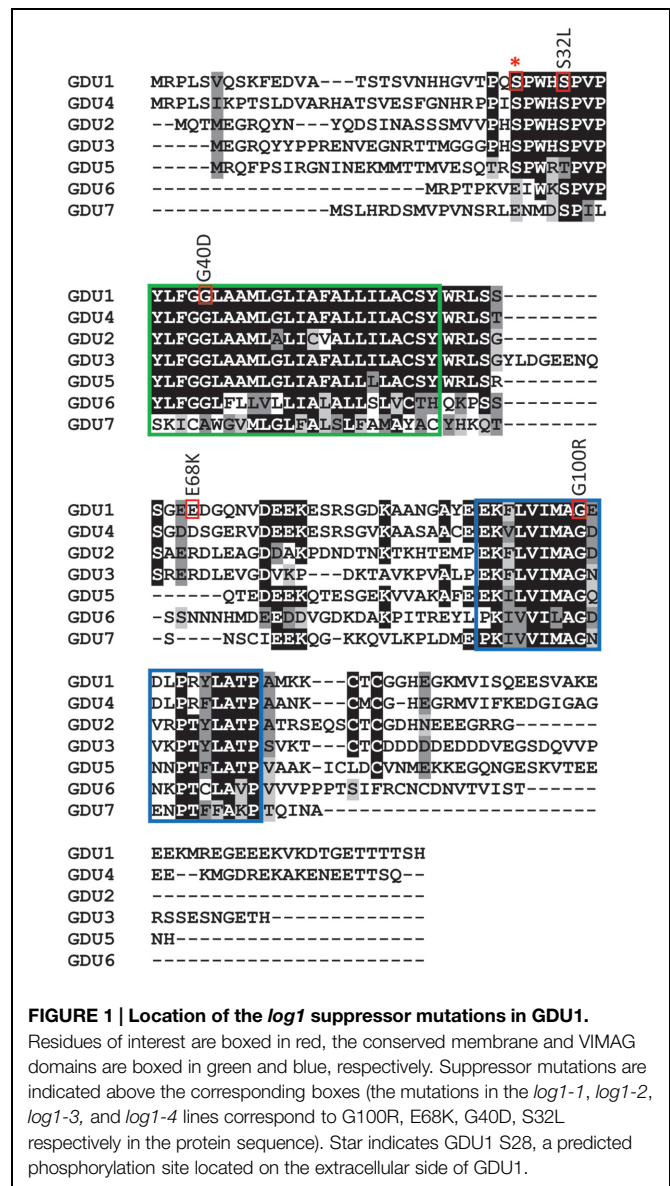 * S32L
GDU1 MRPLSVQSKFEDVA---TSTSVNHHGVTPQSPWHSPVP
GDU4 MRPLSIKPTSLDVARHATSVESFGNHRPPISPWHSPVP
GDU2 --MQTMEGRQYN---YQDSINASSSMVVPHSPWHSPVP
GDU3 -----MEGRQYYPPRENVEGNRTTMGGGPHSPWHSPVP
GDU5 -----MRQFPSIRGNINEKMMTTMVESQTRSPWRTPVP
GDU6 -----------------------MRPTPKVEIWKSPVP
GDU7 ---------------MSLHRDSMVPVNSRLENMDSPIL
G40D
GDU1 YLFGGLAAMLGLIAFALLILACSYWRLSS--------
GDU4 YLFGGLAAMLGLIAFALLILACSYWRLST--------
GDU2 YLFGGLAAMLALICVALLILACSYWRLSG--------
GDU3 YLFGGLAAMLGLIAFALLILACSYWRLSGYLDGEENQ
GDU5 YLFGGLAAMLGLIAFALLLLACSYWRLSR--------
GDU6 YLFGGLFLLVLLIALALLSLVCTHQKPSS--------
GDU7 SKICAWGVMLGLFALSLFAMAYACYHKQT--------
E68K G100R
GDU1 SGEEDGQNVDEEKESRSGDKAANGAYEEKFLVIMAGE
GDU4 SGDDSGERVDEEKESRSGVKAASAACEEKVLVIMAGD
GDU2 SAERDLEAGDDAKPDNDTNKTKHTEMPEKFLVIMAGD
GDU3 SRERDLEVGDVKP---DKTAVKPVALPEKFLVIMAGN
GDU5 ------QTEDEEKQTESGEKVVAKAFEEKILVIMAGQ
GDU6 -SSNNNHMDEEDDVGDKDAKPITREYLPKIVVILAGD
GDU7 -S----NSCIEEKQG-KKQVLKPLDMEPKIVVIMAGN
GDU1 DLPRYLATPAMKK---CTCGGHEGKMVISQEESVAKE
GDU4 DLPRFLATPAANK---CMCG-HEGRMVIFKEDGIGAG
GDU2 VRPTYLATPATRSEQSCTCGDHNEEEGRRG-------
GDU3 VKPTYLATPSVKT---CTCDDDDDEDDDVEGSDQVVP
GDU5 NNPTFLATPVAAK-ICLDCVNMEKKEGQNGESKVTEE
GDU6 NKPTCLAVPVVVPPPTSIFRCNCDNVTVIST------
GDU7 ENPTFFAKPTQINA-----------------------
GDU1 EEKMREGEEEKVKDTGETTTTSH
GDU4 EE--KMGDREKAKENEETTSQ--
GDU2 -----------------------
GDU3 RSSESNGETH-------------
GDU5 NH---------------------
GDU6 -----------------------
FIGURE 1 | Location of the log1 suppressor mutations in GDU1.
Residues of interest are boxed in red, the conserved membrane and VIMAG
domains are boxed in green and blue, respectively. Suppressor mutations are
indicated above the corresponding boxes (the mutations in the log1-1, log1-2,
log1-3, and log1-4 lines correspond to G100R, E68K, G40D, S32L
respectively in the protein sequence). Star indicates GDU1 S28, a predicted
phosphorylation site located on the extracellular side of GDU1.